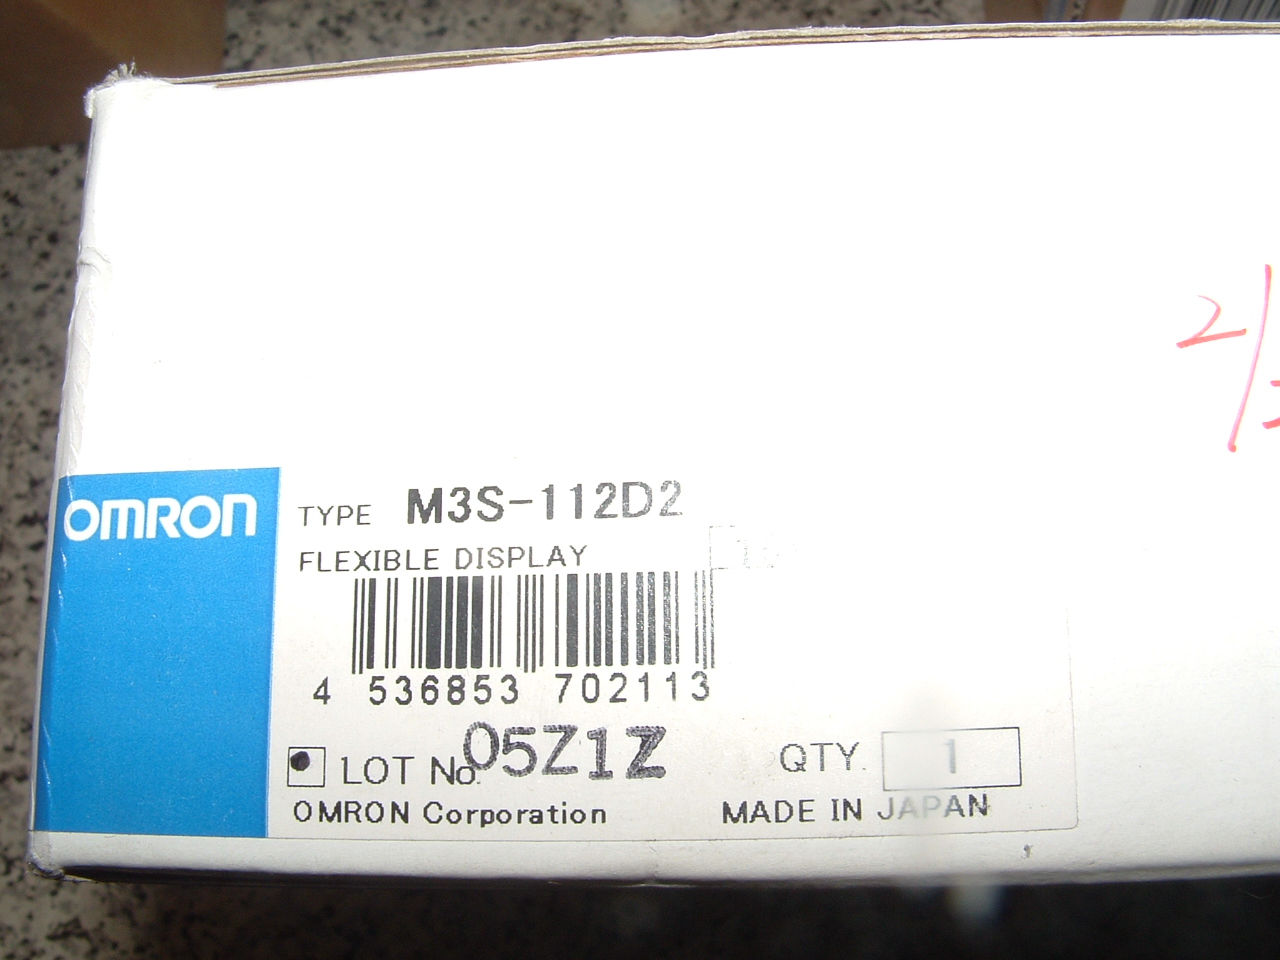 OMRON
TYPE M3S-112D2
FLEXIBLE DISPLAY
4 536853 702113
LOT No. 05Z1Z
QTY. 1
OMRON Corporation
MADE IN JAPAN
2/